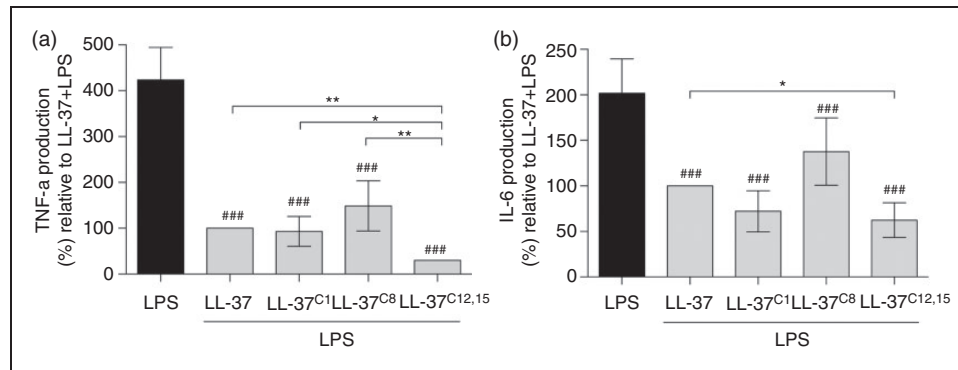 (a)
TNF-a production
(%) relative to LL-37+LPS
500
400
300
200
100
0
**
*
**
###
###
###
###
LPS
LL-37
LL-37C1
LL-37C8
LL-37C12,15
LPS
(b)
IL-6 production
(%) relative to LL-37+LPS
250
200
150
100
50
0
*
###
###
###
###
LPS
LL-37
LL-37C1
LL-37C8
LL-37C12,15
LPS